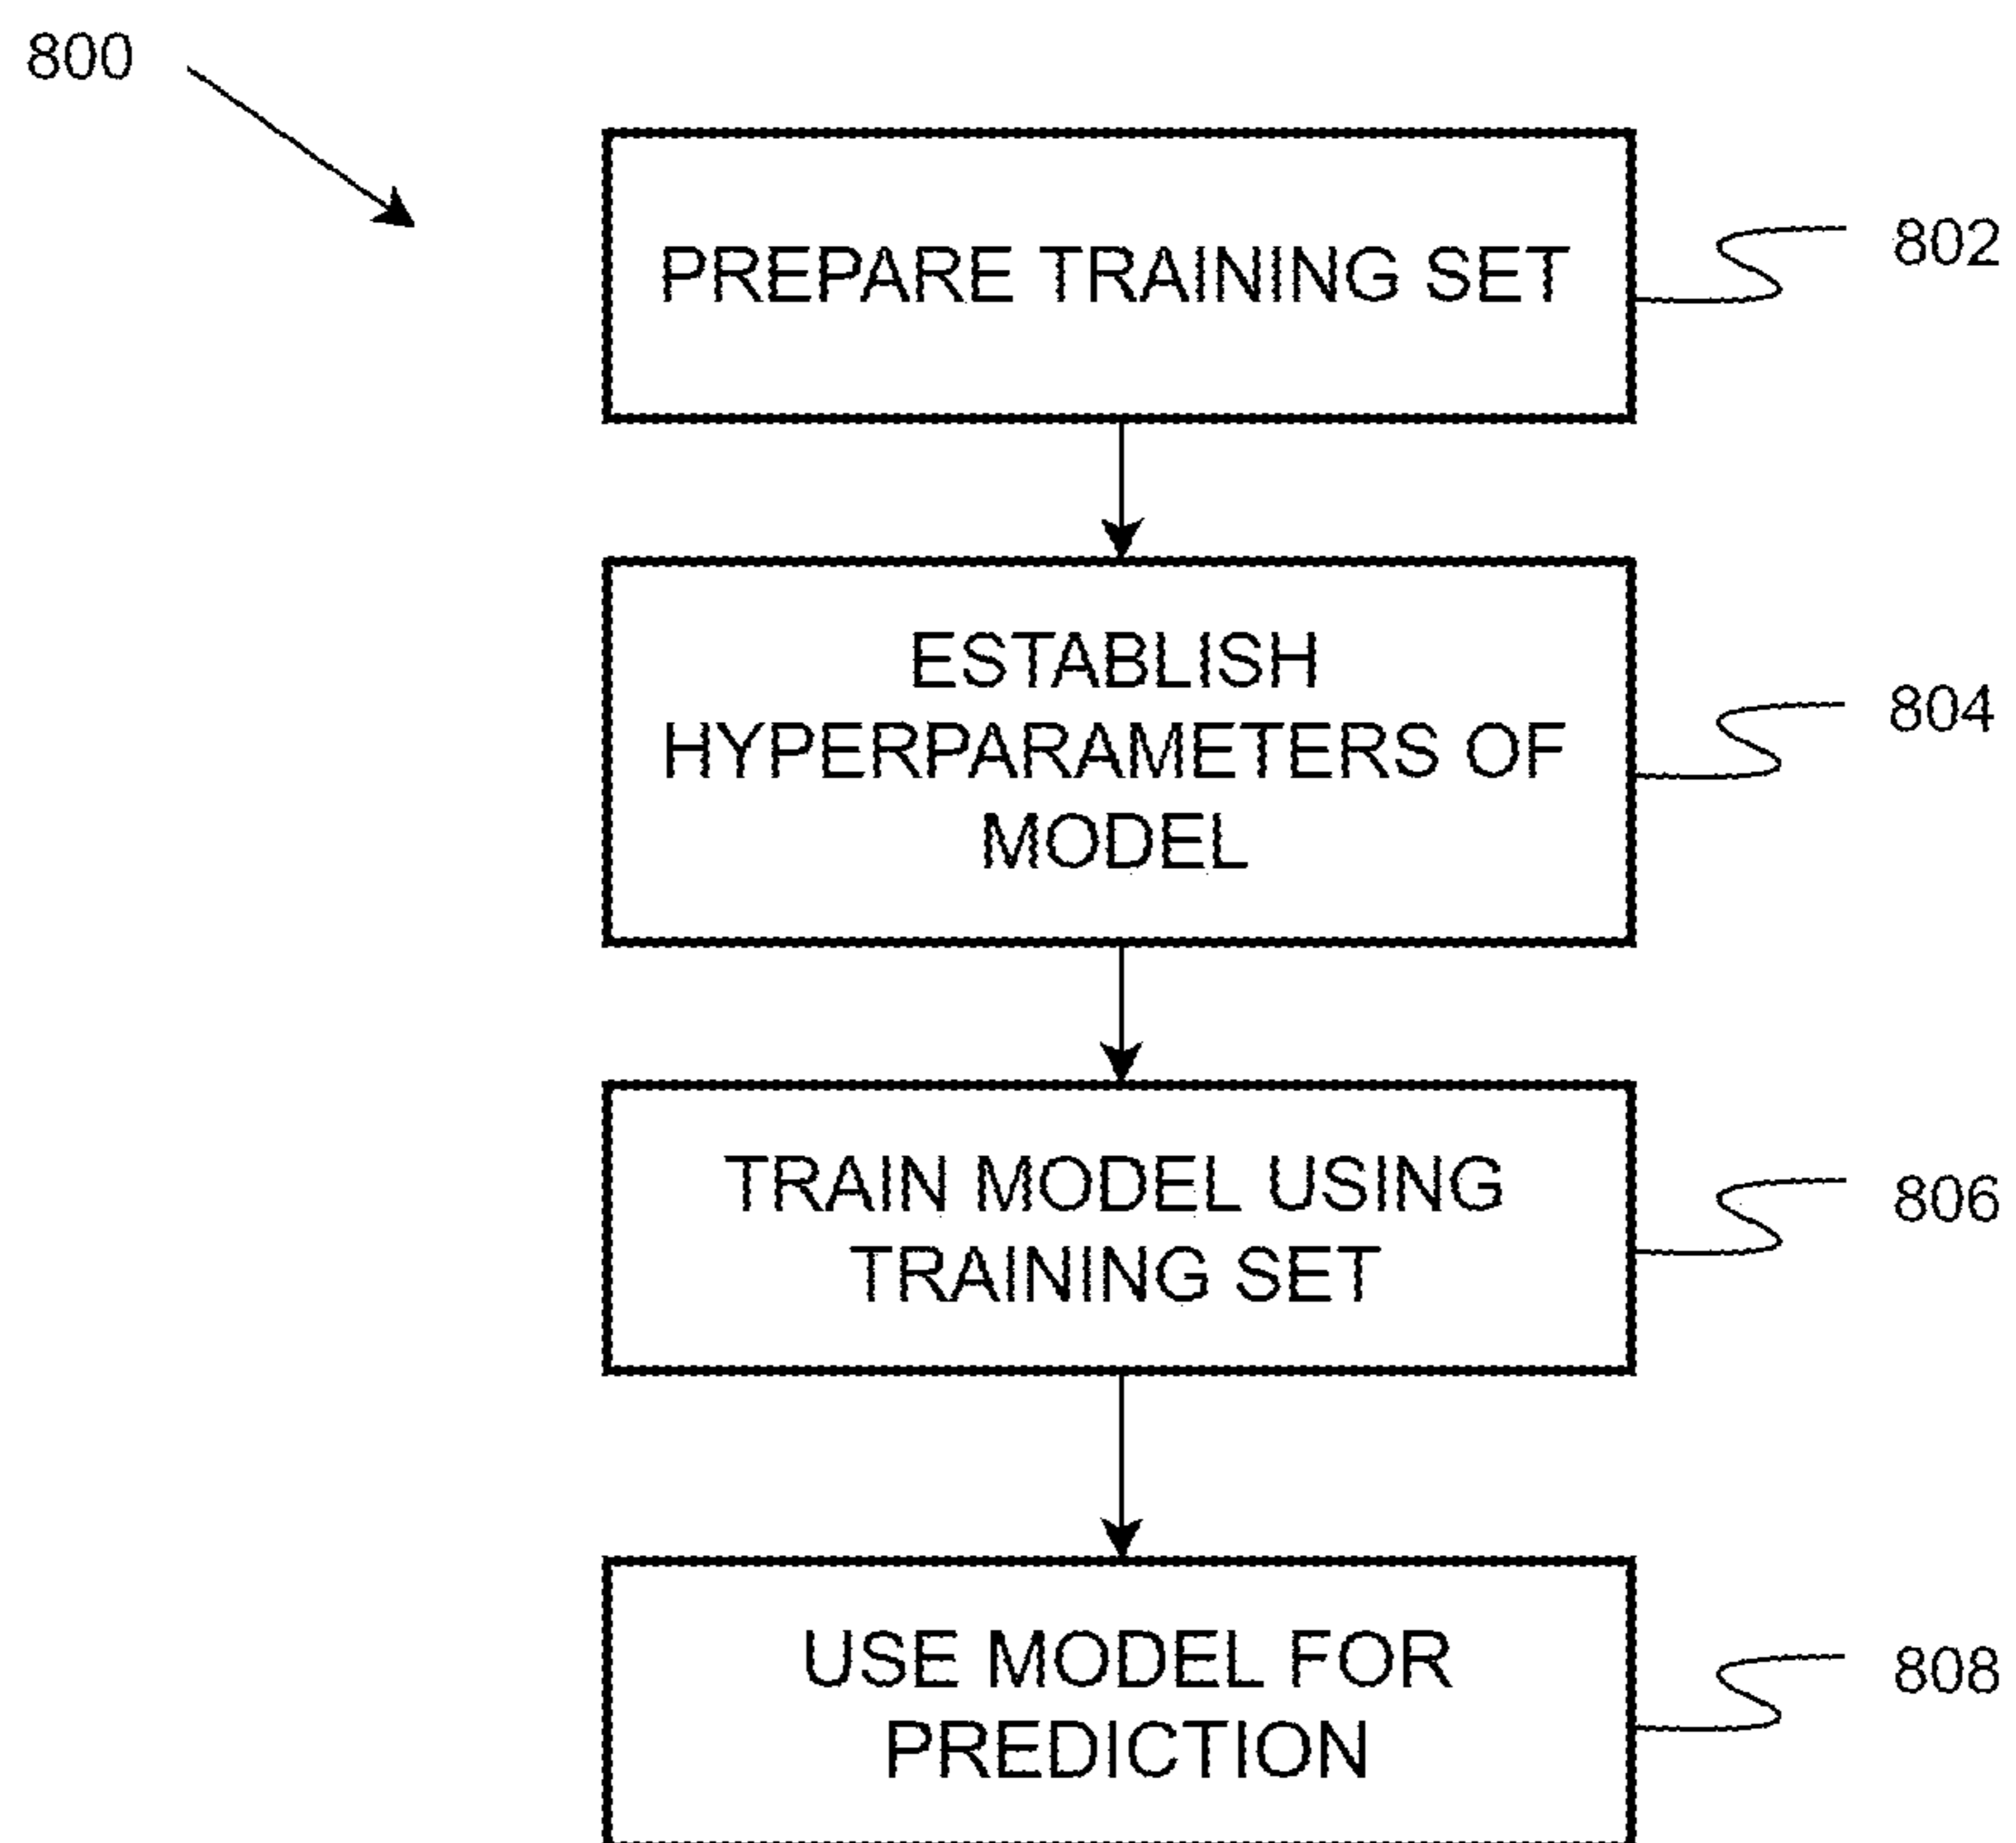 800
PREPARE TRAINING SET
802
ESTABLISH
HYPERPARAMETERS OF
MODEL
804
TRAIN MODEL USING
TRAINING SET
806
USE MODEL FOR
PREDICTION
808